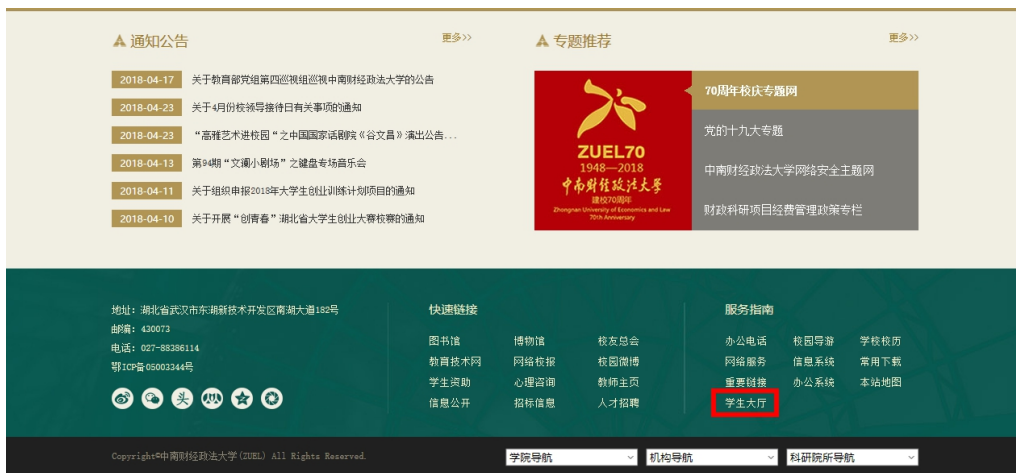 通知公告
更多>>
2018-04-17 关于教育部党组第四巡视组巡视中南财经政法大学的公告
2018-04-23 关于4月份校领导接待日有关事项的通知
2018-04-23 “高雅艺术进校园“之中国国家话剧院《谷文昌》演出公告...
2018-04-13 第94期“文澜小剧场”之键盘专场音乐会
2018-04-11 关于组织申报2018年大学生创业训练计划项目的通知
2018-04-10 关于开展“创青春”湖北省大学生创业大赛校赛的通知
专题推荐
更多>>
ZUEL70
1948—2018
中南财经政法大学
建校70周年
Zhongnan University of Economics and Law
70th Anniversary
70周年校庆专题网
党的十九大专题
中南财经政法大学网络安全主题网
财政科研项目经费管理政策专栏
地址：湖北省武汉市东湖新技术开发区南湖大道182号
邮编：430073
电话：027-88386114
鄂ICP备05003344号
快速链接
图书馆 博物馆 校友总会
教育技术网 网络校报 校园微博
学生资助 心理咨询 教师主页
信息公开 招标信息 人才招聘
服务指南
办公电话 校园导游 学校校历
网络服务 信息系统 常用下载
重要链接 办公系统 本站地图
学生大厅
Copyright©中南财经政法大学(ZUEL) All Rights Reserved.
学院导航 机构导航 科研院所导航